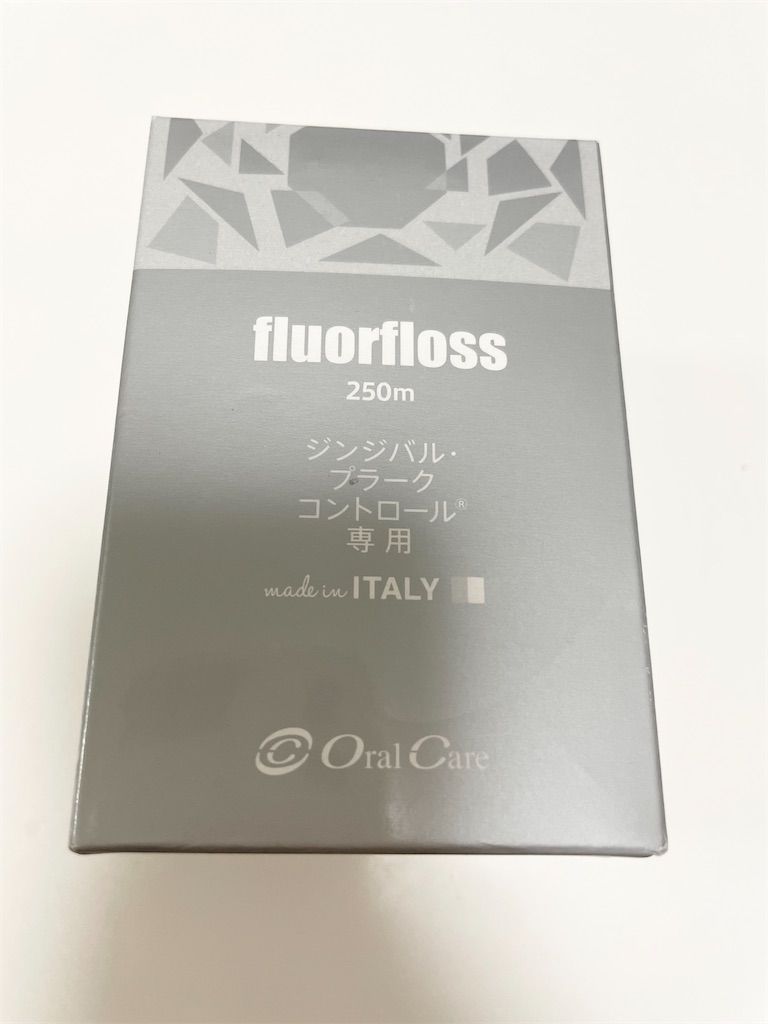 fluorfloss
250m
ジンジバル・
プラーク
コントロール®
専用
made in ITALY
Oral Care